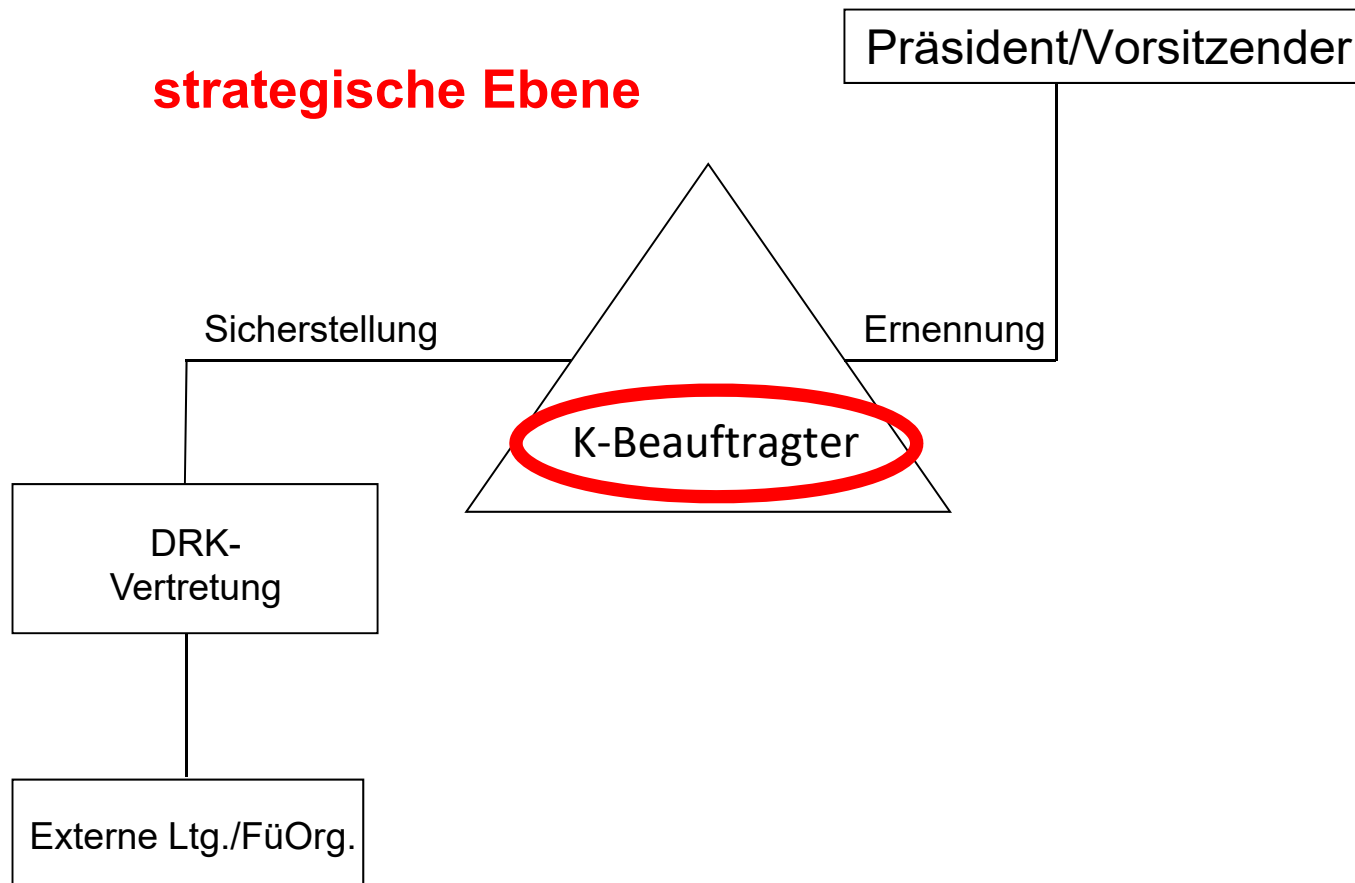 Präsident/Vorsitzender
strategische Ebene
Sicherstellung
Ernennung
K-Beauftragter
DRK-
Vertretung
Externe Ltg./FüOrg.